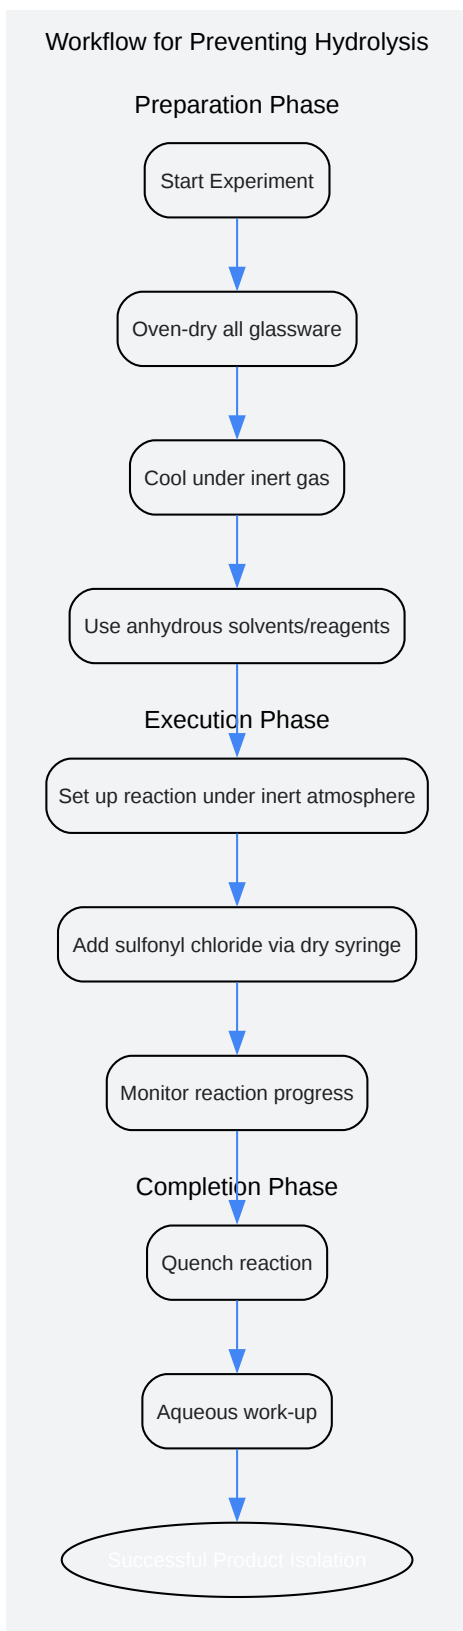 Workflow for Preventing Hydrolysis
Preparation Phase
Start Experiment
Oven-dry all glassware
Cool under inert gas
Use anhydrous solvents/reagents
Execution Phase
Set up reaction under inert atmosphere
Add sulfonyl chloride via dry syringe
Monitor reaction progress
Completion Phase
Quench reaction
Aqueous work-up
Successful Product Isolation